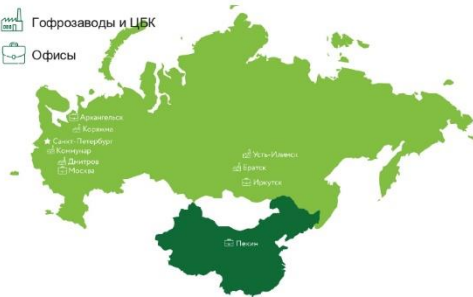 Гофрозаводы и ЦБК
Офисы
Архангельск
Коряжма
Санкт-Петербург
Коммунар
Дмитров
Москва
Усть-Илимск
Братск
Иркутск
Пекин